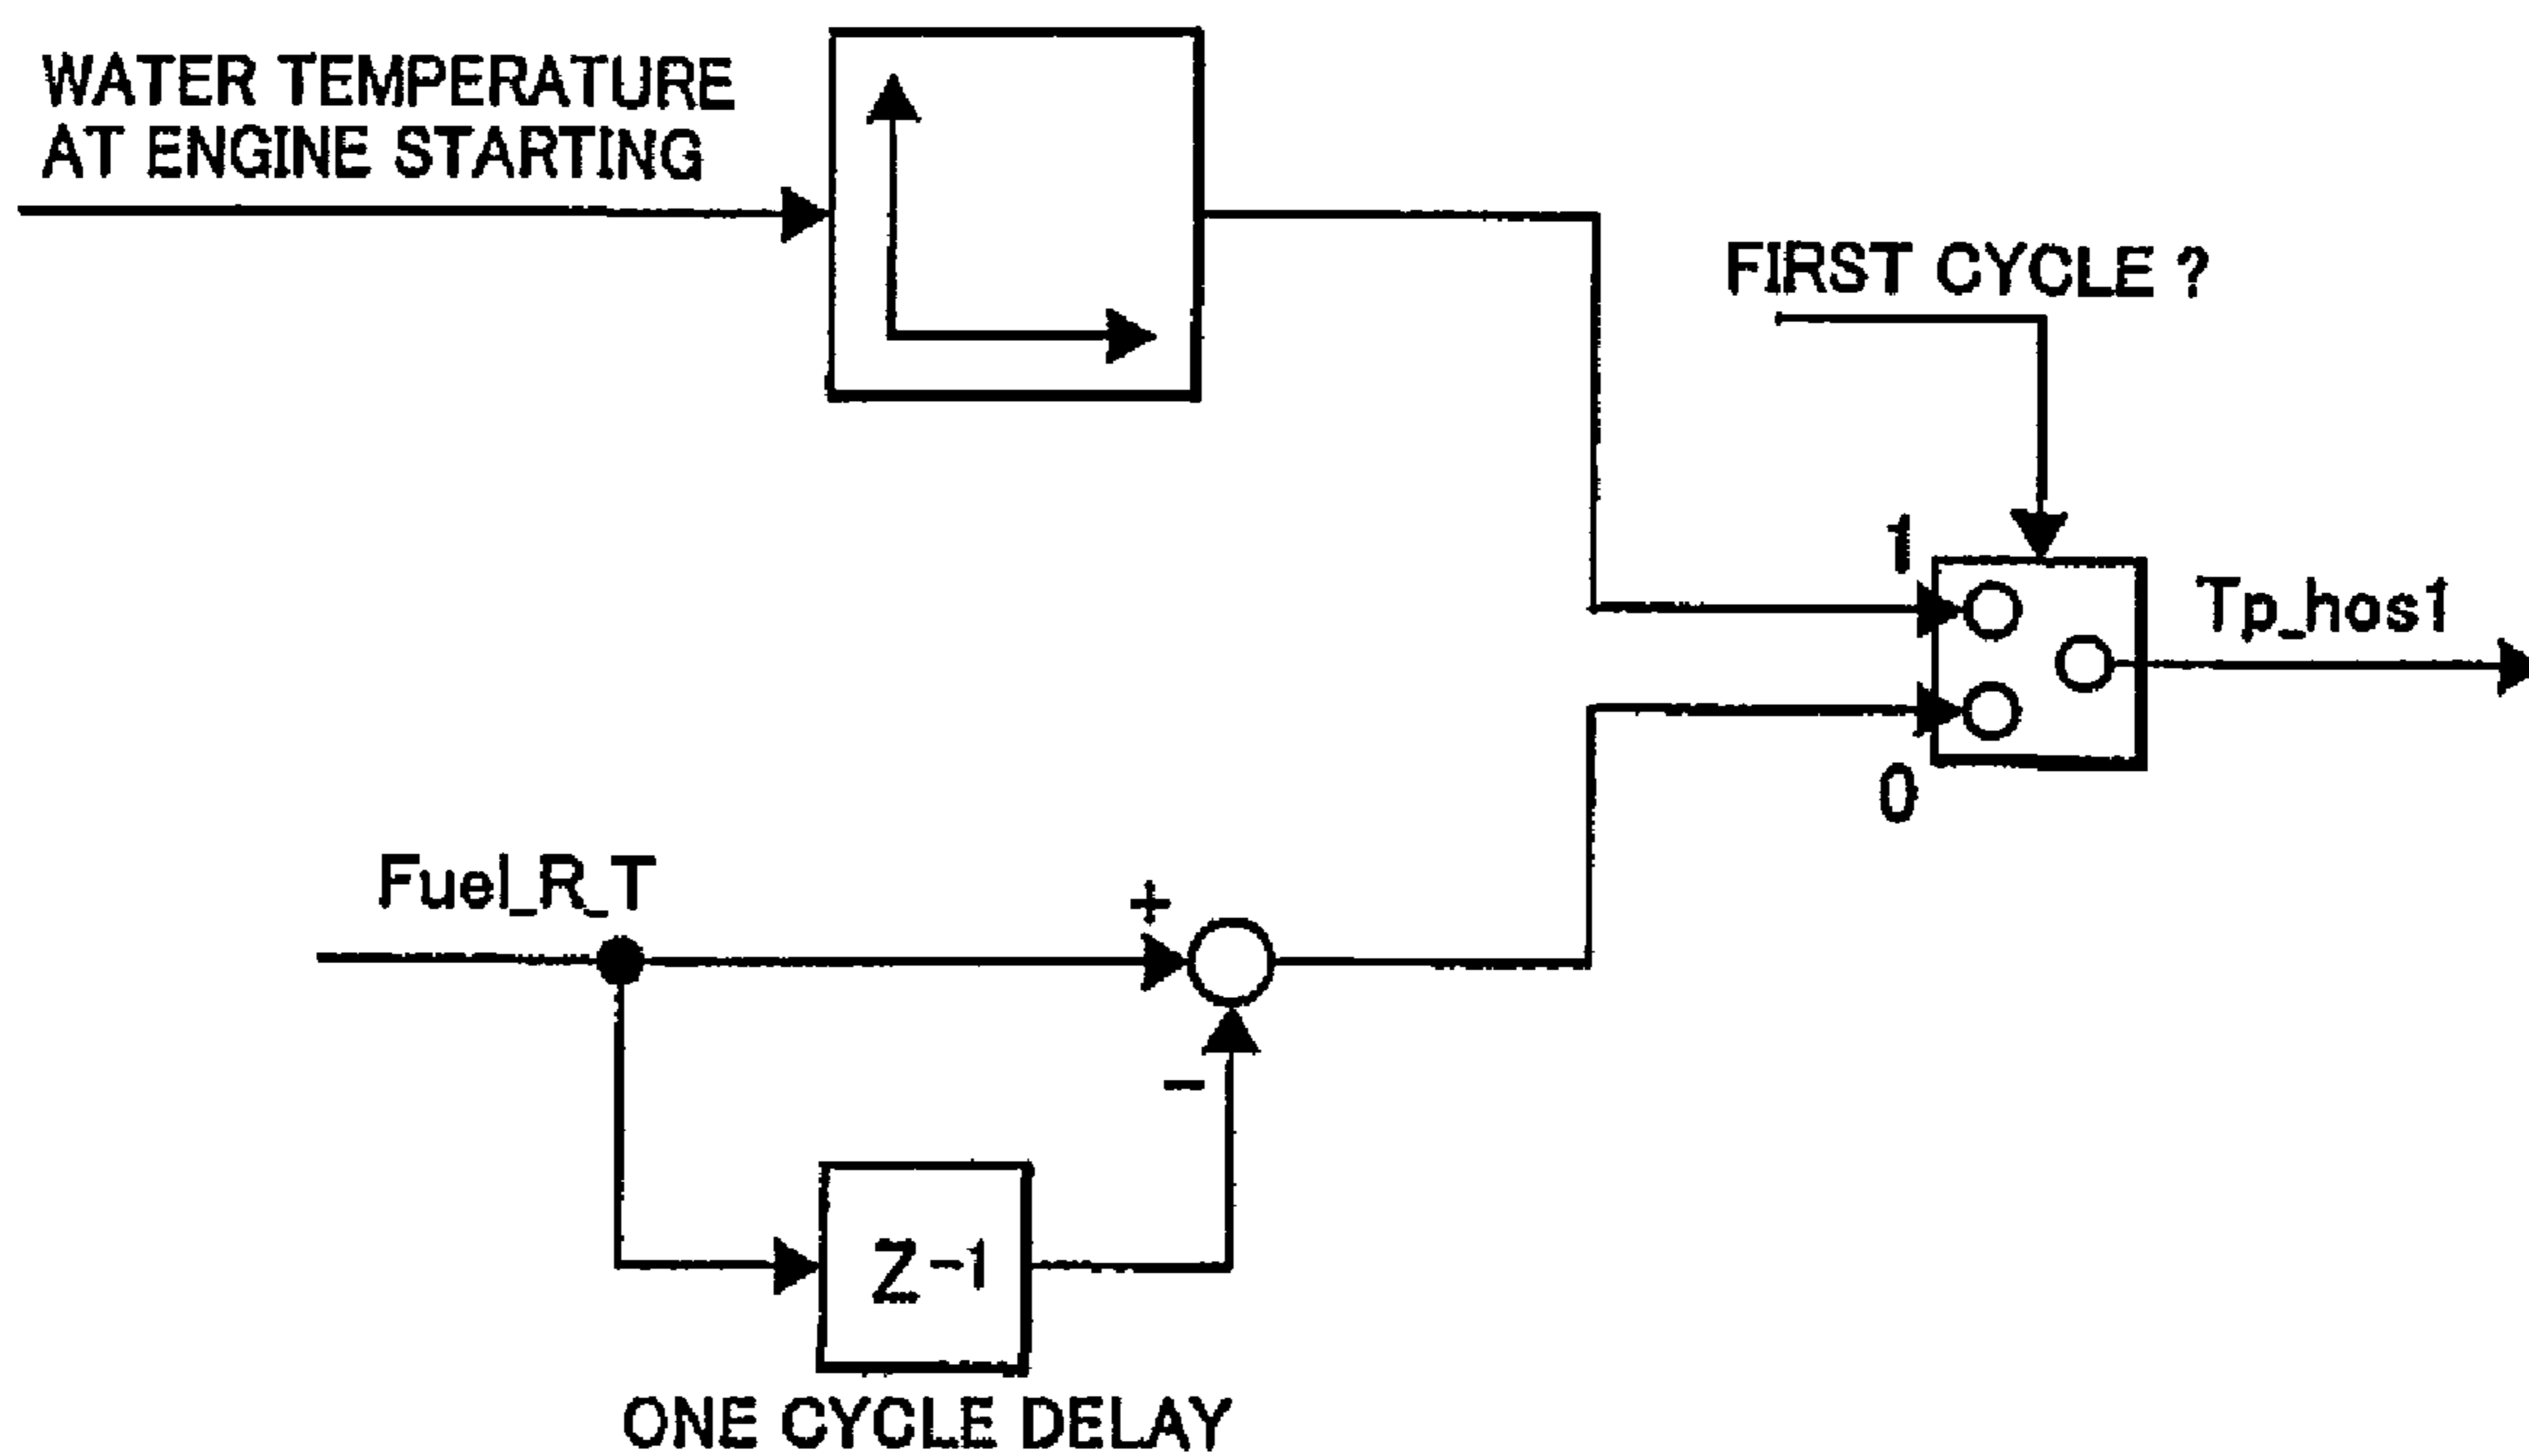 WATER TEMPERATURE
AT ENGINE STARTING
FIRST CYCLE ?
1
Tp_hos1
0
Fuel_R_T
+
−
Z⁻¹
ONE CYCLE DELAY